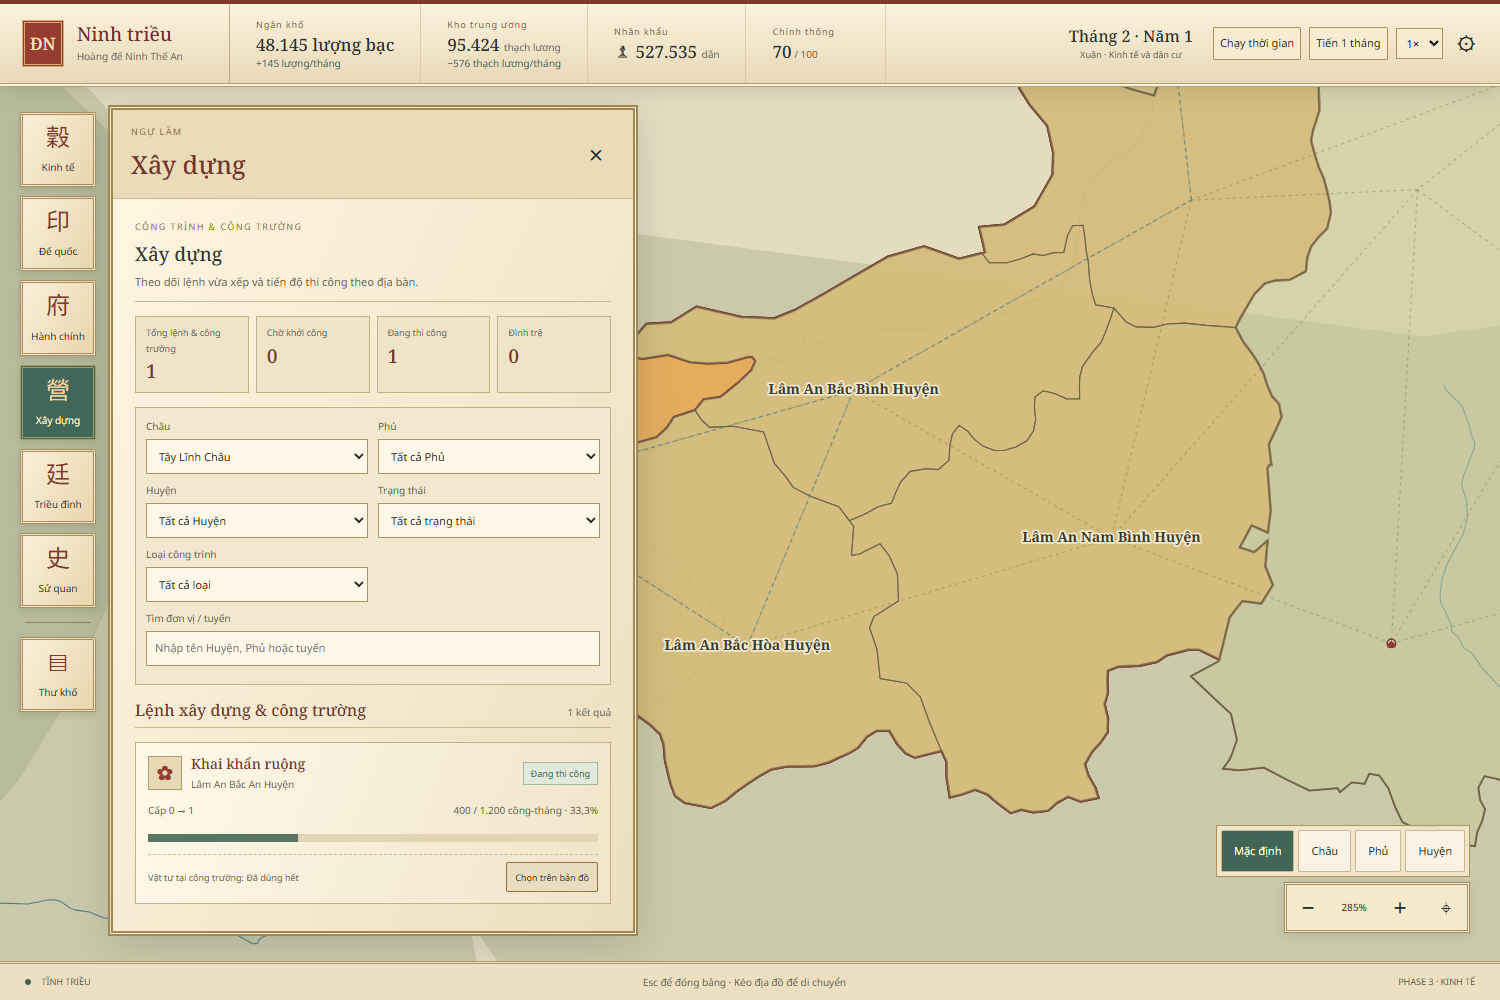 ĐN
Ninh triều
Hoàng đế Ninh Thế An
Ngân khố
48.145 lượng bạc
+145 lượng/tháng
Kho trung ương
95.424 thạch lương
−576 thạch lương/tháng
Nhân khẩu
527.535 dân
Chính thống
70 / 100
Tháng 2 · Năm 1
Xuân · Kinh tế và dân cư
Chạy thời gian
Tiến 1 tháng
1×
穀
Kinh tế
印
Đế quốc
府
Hành chính
營
Xây dựng
廷
Triều đình
史
Sử quan
Thư khố
NGỰ LÃM
Xây dựng
CÔNG TRÌNH & CÔNG TRƯỜNG
Xây dựng
Theo dõi lệnh vừa xếp và tiến độ thi công theo địa bàn.
Tổng lệnh & công trường
1
Chờ khởi công
0
Đang thi công
1
Đình trệ
0
Châu
Tây Lĩnh Châu
Phủ
Tất cả Phủ
Huyện
Tất cả Huyện
Trạng thái
Tất cả trạng thái
Loại công trình
Tất cả loại
Tìm đơn vị / tuyến
Nhập tên Huyện, Phủ hoặc tuyến
Lệnh xây dựng & công trường
1 kết quả
Khai khẩn ruộng
Lâm An Bắc An Huyện
Đang thi công
Cấp 0 → 1
400 / 1.200 công-tháng · 33,3%
Vật tư tại công trường: Đã dùng hết
Chọn trên bản đồ
Lâm An Bắc Bình Huyện
Lâm An Nam Bình Huyện
Lâm An Bắc Hòa Huyện
Mặc định
Châu
Phủ
Huyện
− 285% +
TĨNH TRIỀU
Esc để đóng bảng · Kéo địa đồ để di chuyển
PHASE 3 · KINH TẾ